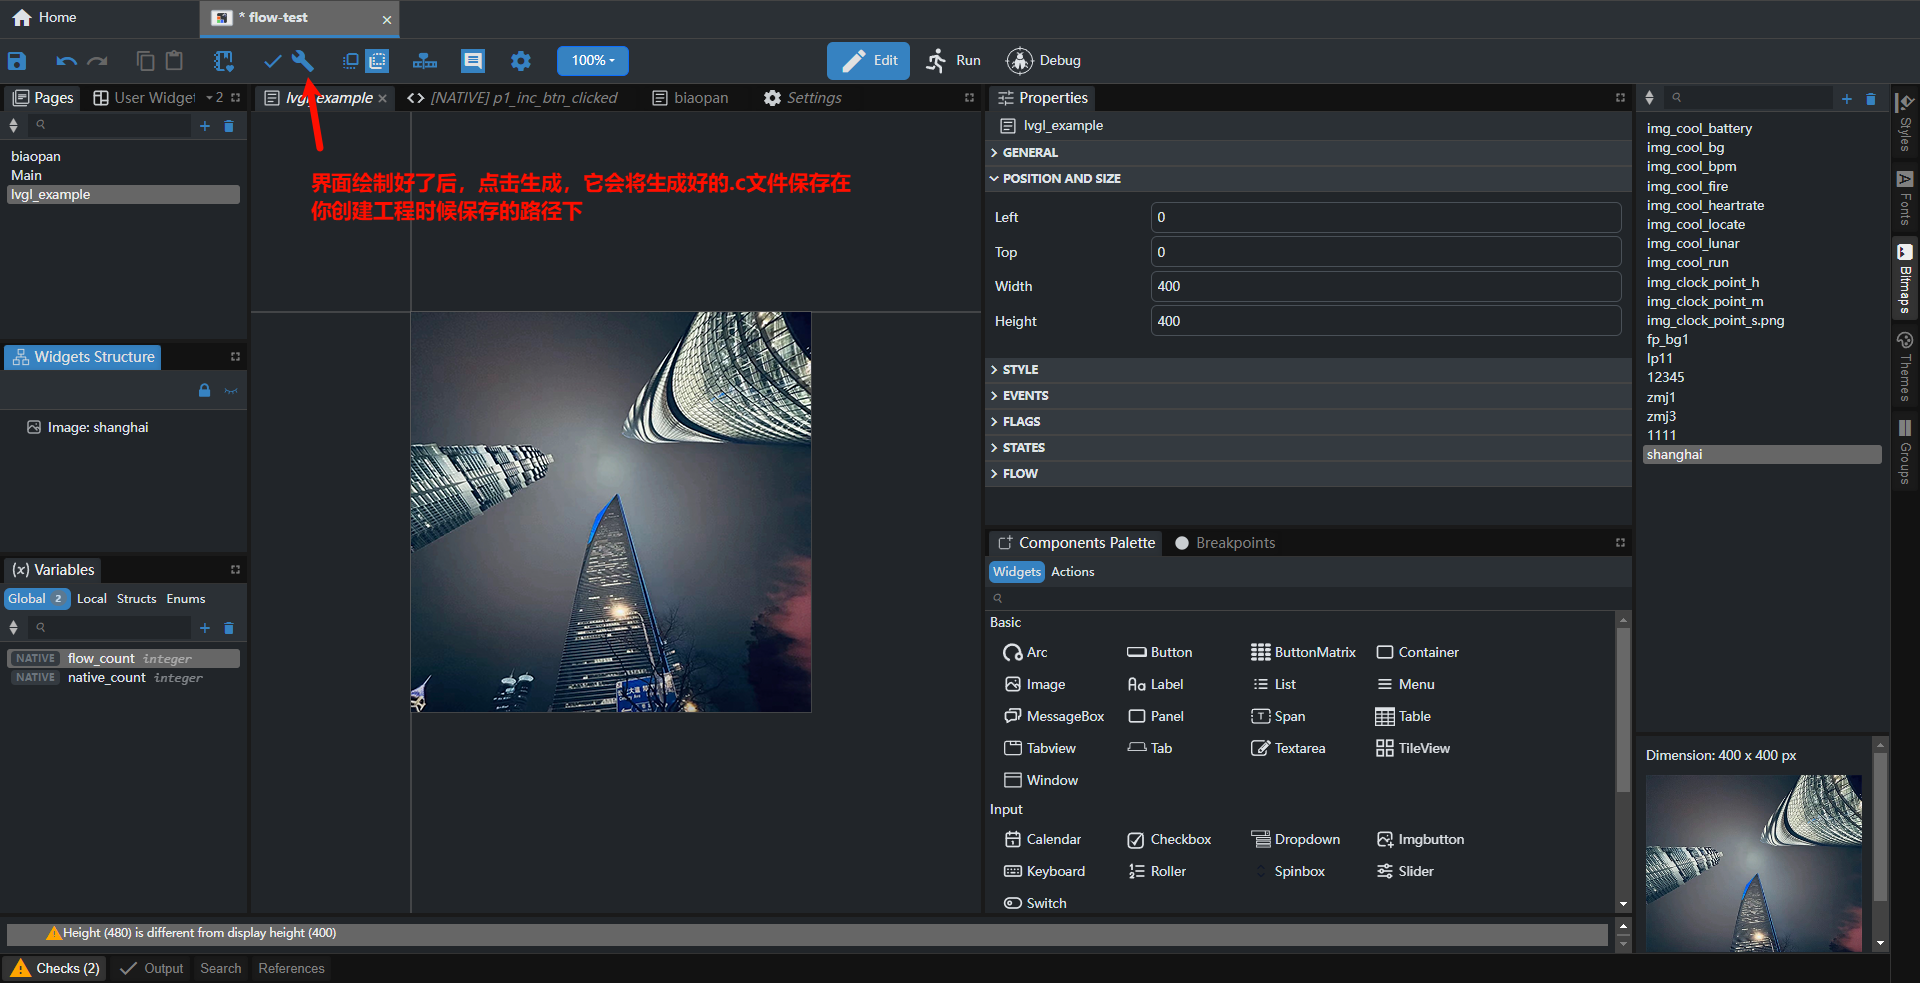 Home
* flow-test
100%
Edit
Run
Debug
Pages
User Widget
2
lvgl_example
[NATIVE] p1_inc_btn_clicked
biaopan
Settings
biaopan
Main
lvgl_example
界面绘制好了后，点击生成，它会将生成好的.c文件保存在
你创建工程时候保存的路径下
Widgets Structure
Image: shanghai
(x) Variables
Global 2
Local
Structs
Enums
NATIVE flow_count integer
NATIVE native_count integer
Properties
lvgl_example
GENERAL
POSITION AND SIZE
Left 0
Top 0
Width 400
Height 400
STYLE
EVENTS
FLAGS
STATES
FLOW
Components Palette
Breakpoints
Widgets
Actions
Basic
Arc
Button
ButtonMatrix
Container
Image
Label
List
Menu
MessageBox
Panel
Span
Table
Tabview
Tab
Textarea
TileView
Window
Input
Calendar
Checkbox
Dropdown
Imgbutton
Keyboard
Roller
Spinbox
Slider
Switch
img_cool_battery
img_cool_bg
img_cool_bpm
img_cool_fire
img_cool_heartrate
img_cool_locate
img_cool_lunar
img_cool_run
img_clock_point_h
img_clock_point_m
img_clock_point_s.png
fp_bg1
lp11
12345
zmj1
zmj3
1111
shanghai
Dimension: 400 x 400 px
Styles
Fonts
Bitmaps
Themes
Groups
Height (480) is different from display height (400)
Checks (2)
Output
Search
References